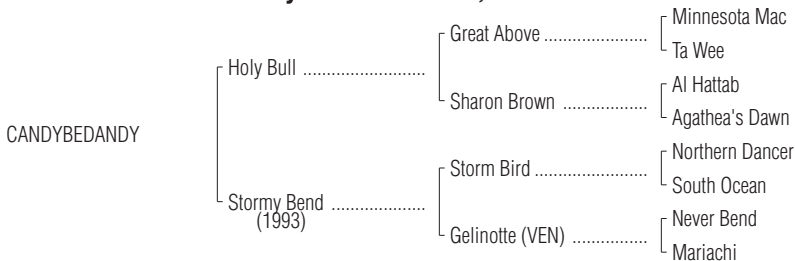 Minnesota Mac
Great Above
Ta Wee
Holy Bull
Al Hattab
Sharon Brown
Agathea's Dawn
CANDYBEDANDY
Northern Dancer
Storm Bird
South Ocean
Stormy Bend
(1993)
Never Bend
Gelinotte (VEN)
Mariachi